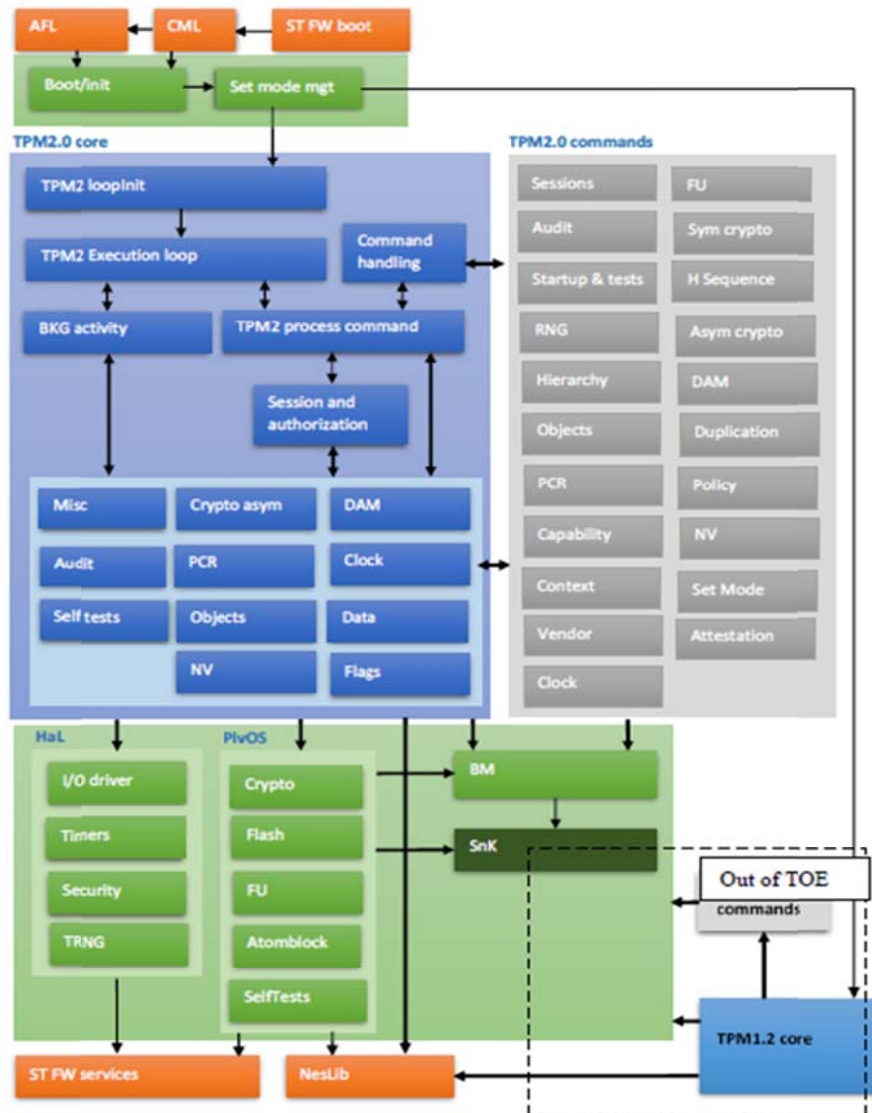 AFL
CML
ST FW boot
Boot/init
Set mode mgt
TPM2.0 core
TPM2 loopInit
TPM2 Execution loop
Command
handling
BKG activity
TPM2 process command
Session and
authorization
Misc
Crypto asym
DAM
Audit
PCR
Clock
Self tests
Objects
Data
NV
Flags
TPM2.0 commands
Sessions
FU
Audit
Sym crypto
Startup & tests
H Sequence
RNG
Asym crypto
Hierarchy
DAM
Objects
Duplication
PCR
Policy
Capability
NV
Context
Set Mode
Vendor
Attestation
Clock
HaL
I/O driver
Timers
Security
TRNG
PlvOS
Crypto
Flash
FU
Atomblock
SelfTests
BM
SnK
Out of TOE
commands
TPM1.2 core
ST FW services
NesLib